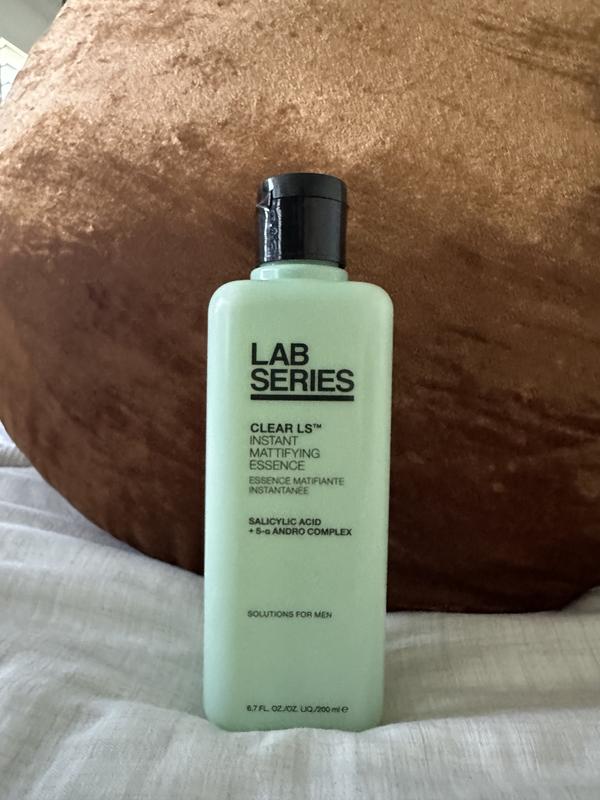 LAB
SERIES
CLEAR LS™
INSTANT
MATTIFYING
ESSENCE
ESSENCE MATIFIANTE
INSTANTANÉE
SALICYLIC ACID
+ 5-α ANDRO COMPLEX
SOLUTIONS FOR MEN
6.7 FL. OZ./OZ. LIQ./200 ml ℮